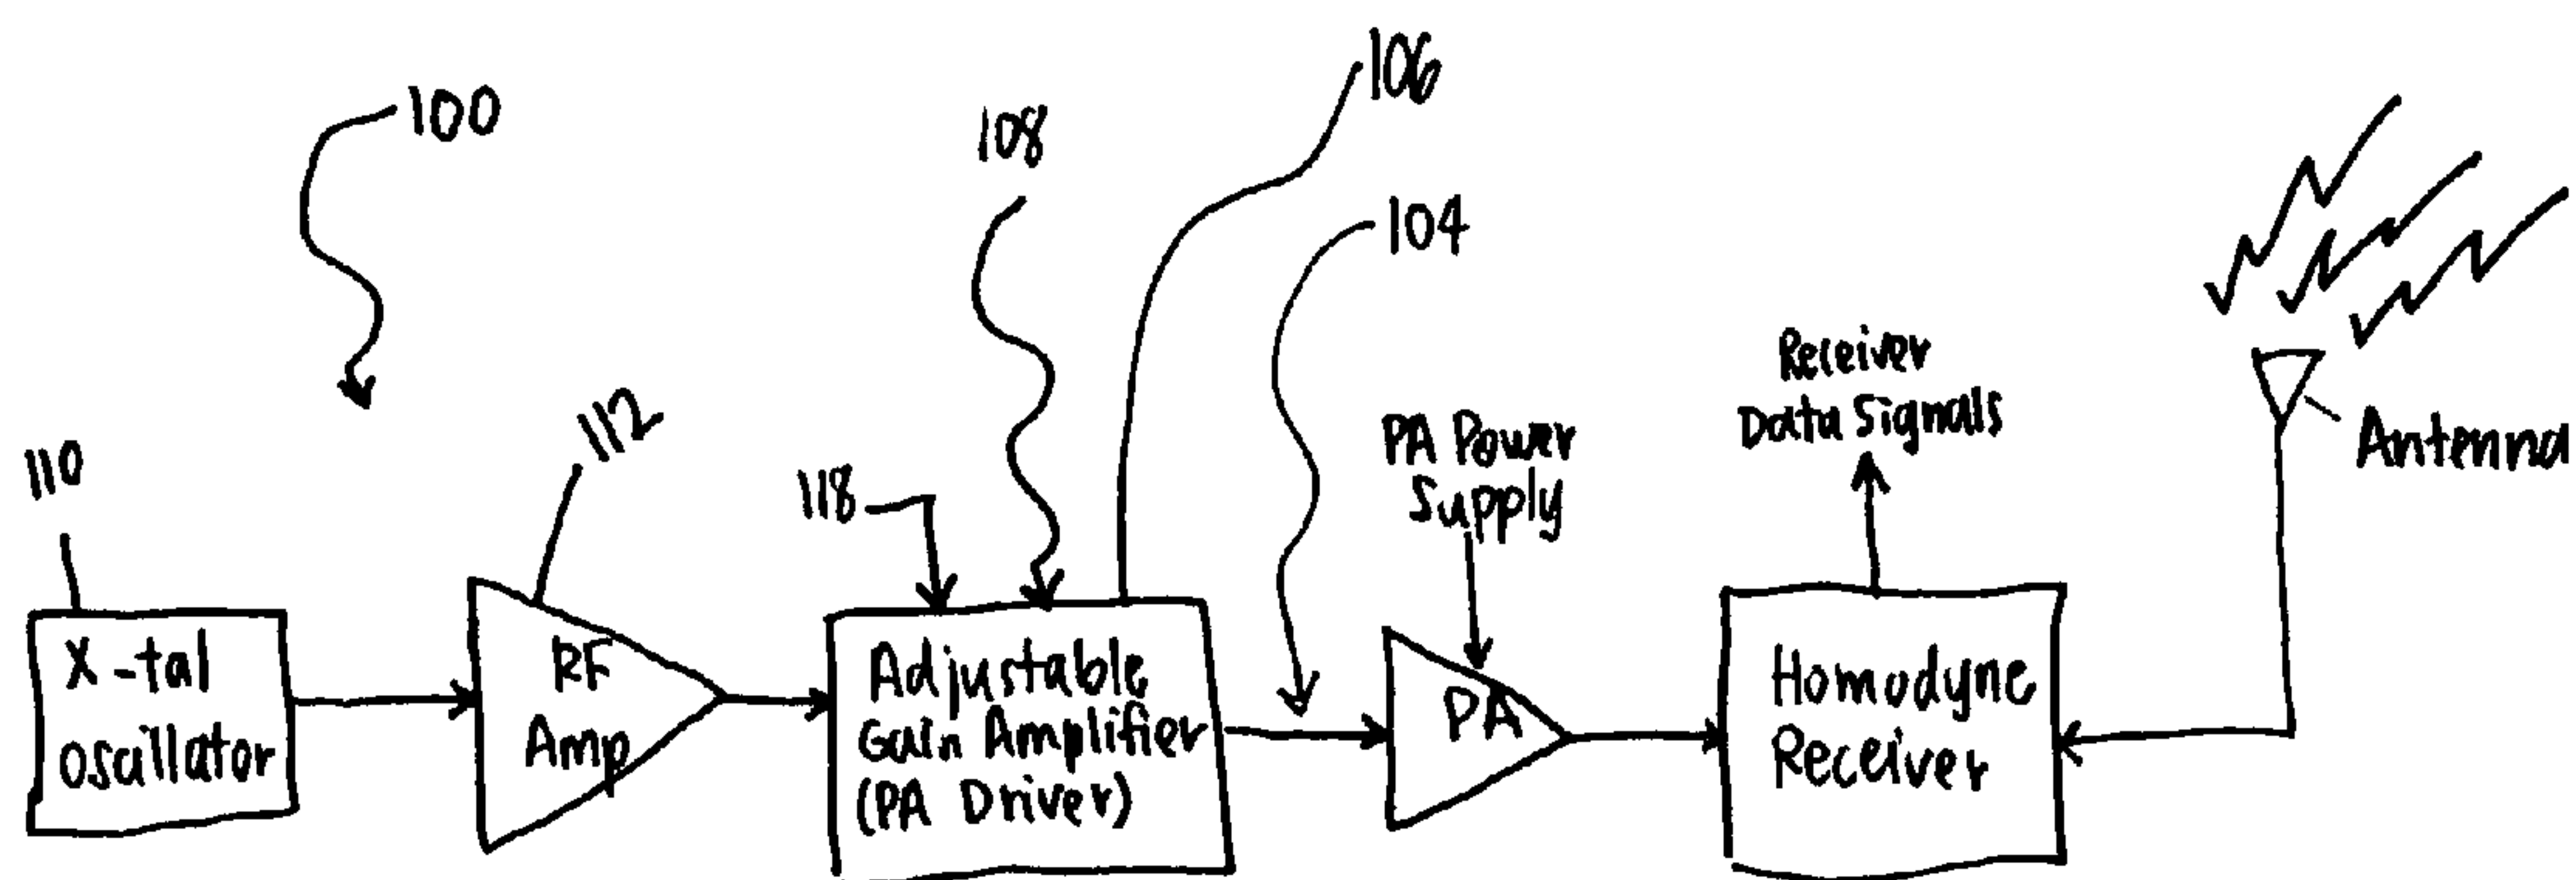 100
108
106
104
110
112
118
PA Power
Supply
Receiver
Data Signals
Antenna
X-tal
oscillator
RF
Amp
Adjustable
Gain Amplifier
(PA Driver)
PA
Homodyne
Receiver